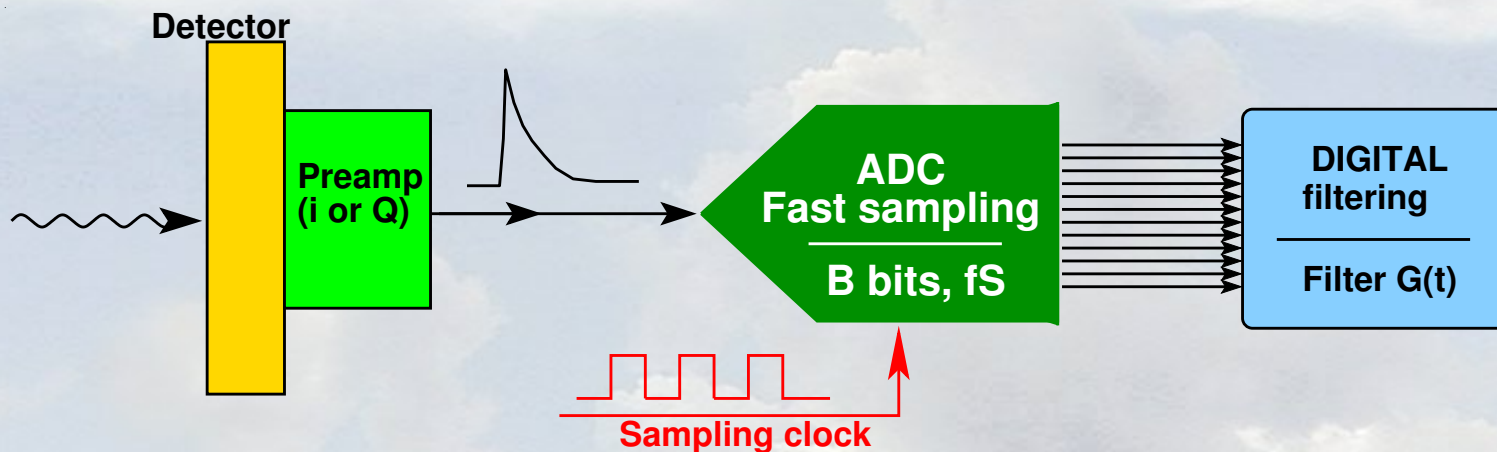 Detector
Preamp
(i or Q)
ADC
Fast sampling
B bits, fS
DIGITAL
filtering
Filter G(t)
Sampling clock